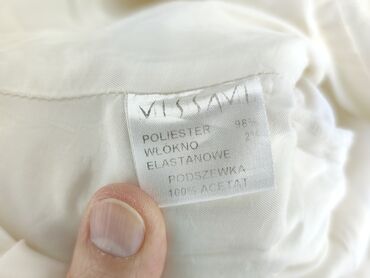 VISSAVI
POLIESTER 98%
WŁÓKNO 2%
ELASTANOWE
PODSZEWKA
100% ACETAT